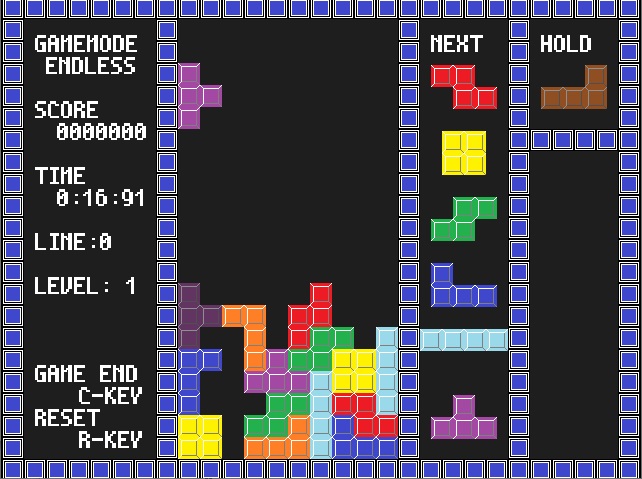 GAMEMODE
ENDLESS
SCORE
0000000
TIME
0:16:91
LINE:0
LEVEL: 1
GAME END
C-KEY
RESET
R-KEY
NEXT
HOLD